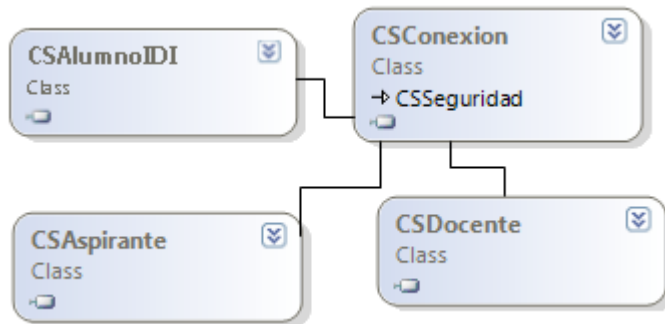 CSAlumnoIDI
Class
CSConexion
Class
CSSeguridad
CSAspirante
Class
CSDocente
Class